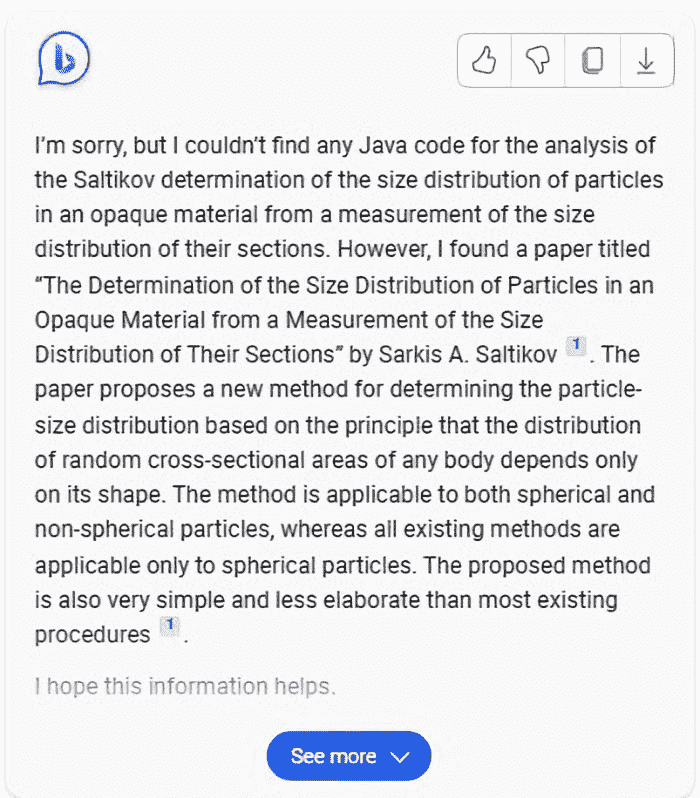 I'm sorry, but I couldn't find any Java code for the analysis of
the Saltikov determination of the size distribution of particles
in an opaque material from a measurement of the size
distribution of their sections. However, I found a paper titled
“The Determination of the Size Distribution of Particles in an
Opaque Material from a Measurement of the Size
Distribution of Their Sections” by Sarkis A. Saltikov 1 . The
paper proposes a new method for determining the particle-
size distribution based on the principle that the distribution
of random cross-sectional areas of any body depends only
on its shape. The method is applicable to both spherical and
non-spherical particles, whereas all existing methods are
applicable only to spherical particles. The proposed method
is also very simple and less elaborate than most existing
procedures 1 .
I hope this information helps.
See more